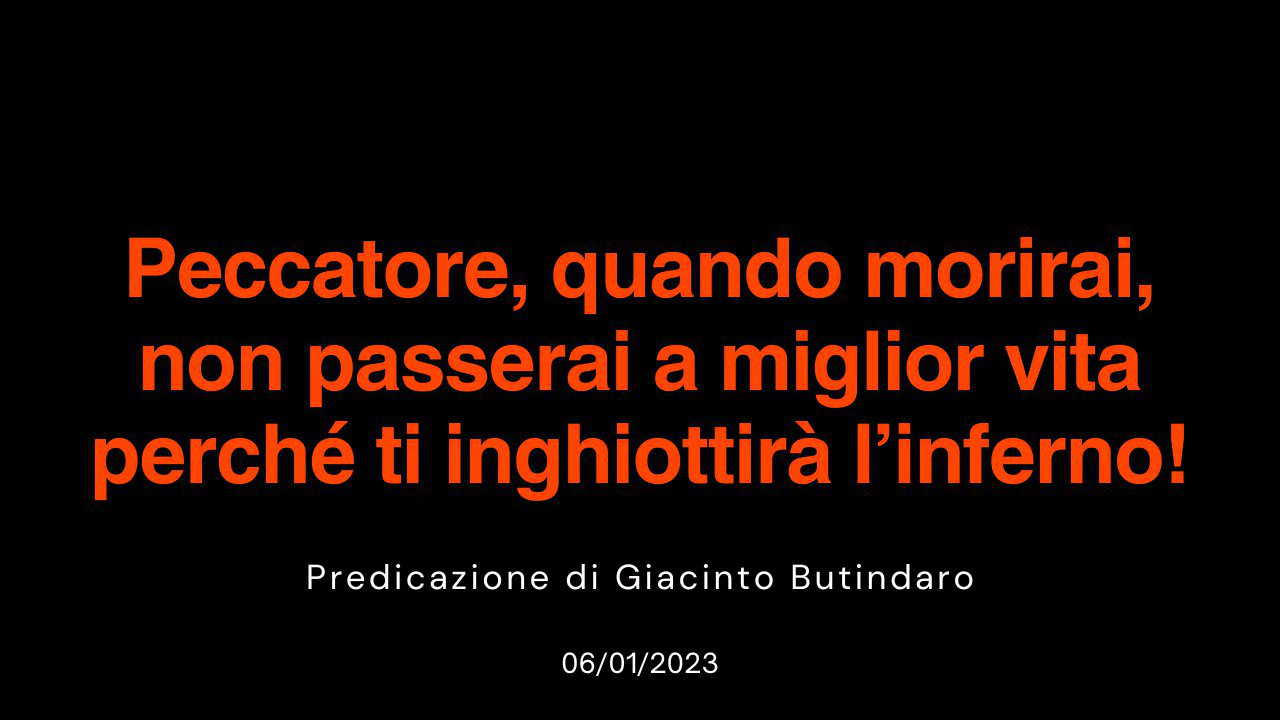 Peccatore, quando morirai,
non passerai a miglior vita
perché ti inghiottirà l’inferno!
Predicazione di Giacinto Butindaro
06/01/2023